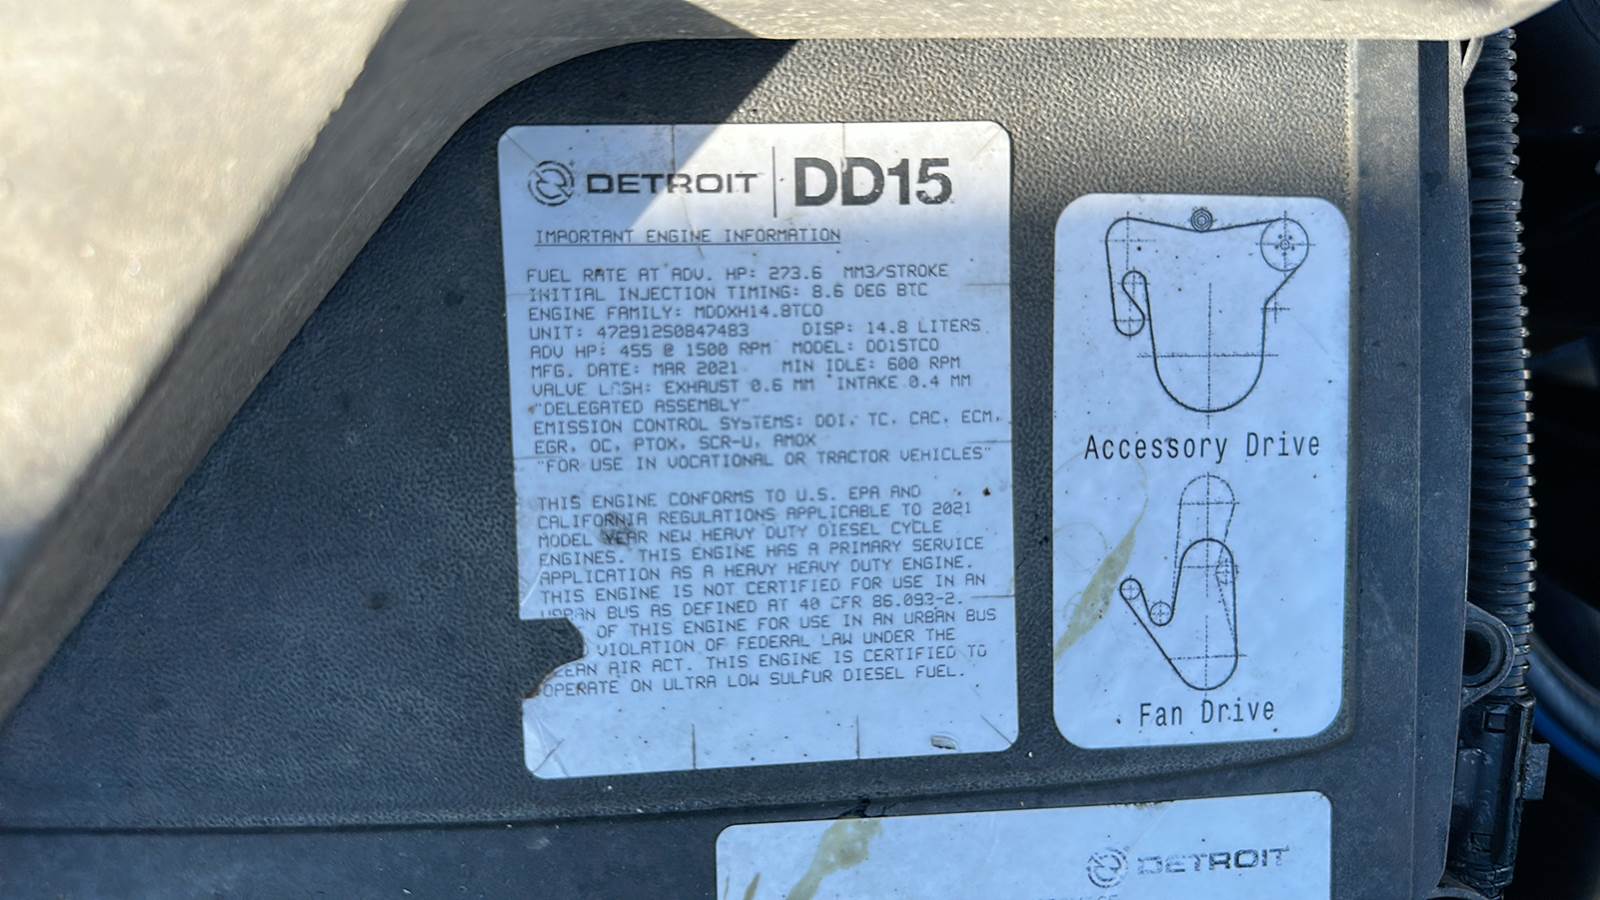 DETROIT DD15
IMPORTANT ENGINE INFORMATION
FUEL RATE AT ADV. HP: 273.6 MM3/STROKE
INITIAL INJECTION TIMING: 8.6 DEG BTC
ENGINE FAMILY: MDDXH14.8TCO
UNIT: 472912S0847483 DISP: 14.8 LITERS
ADV HP: 455 @ 1500 RPM MODEL: DD15TCO
MFG. DATE: MAR 2021 MIN IDLE: 600 RPM
VALVE LASH: EXHAUST 0.6 MM INTAKE 0.4 MM
"DELEGATED ASSEMBLY"
EMISSION CONTROL SYSTEMS: DDI, TC, CAC, ECM,
EGR, OC, PTOX, SCR-U, AMOX
"FOR USE IN VOCATIONAL OR TRACTOR VEHICLES"
THIS ENGINE CONFORMS TO U.S. EPA AND
CALIFORNIA REGULATIONS APPLICABLE TO 2021
MODEL YEAR NEW HEAVY DUTY DIESEL CYCLE
ENGINES. THIS ENGINE HAS A PRIMARY SERVICE
APPLICATION AS A HEAVY HEAVY DUTY ENGINE.
THIS ENGINE IS NOT CERTIFIED FOR USE IN AN
URBAN BUS AS DEFINED AT 40 CFR 86.093-2.
OF THIS ENGINE FOR USE IN AN URBAN BUS
VIOLATION OF FEDERAL LAW UNDER THE
CLEAN AIR ACT. THIS ENGINE IS CERTIFIED TO
OPERATE ON ULTRA LOW SULFUR DIESEL FUEL.
Accessory Drive
Fan Drive
DETROIT